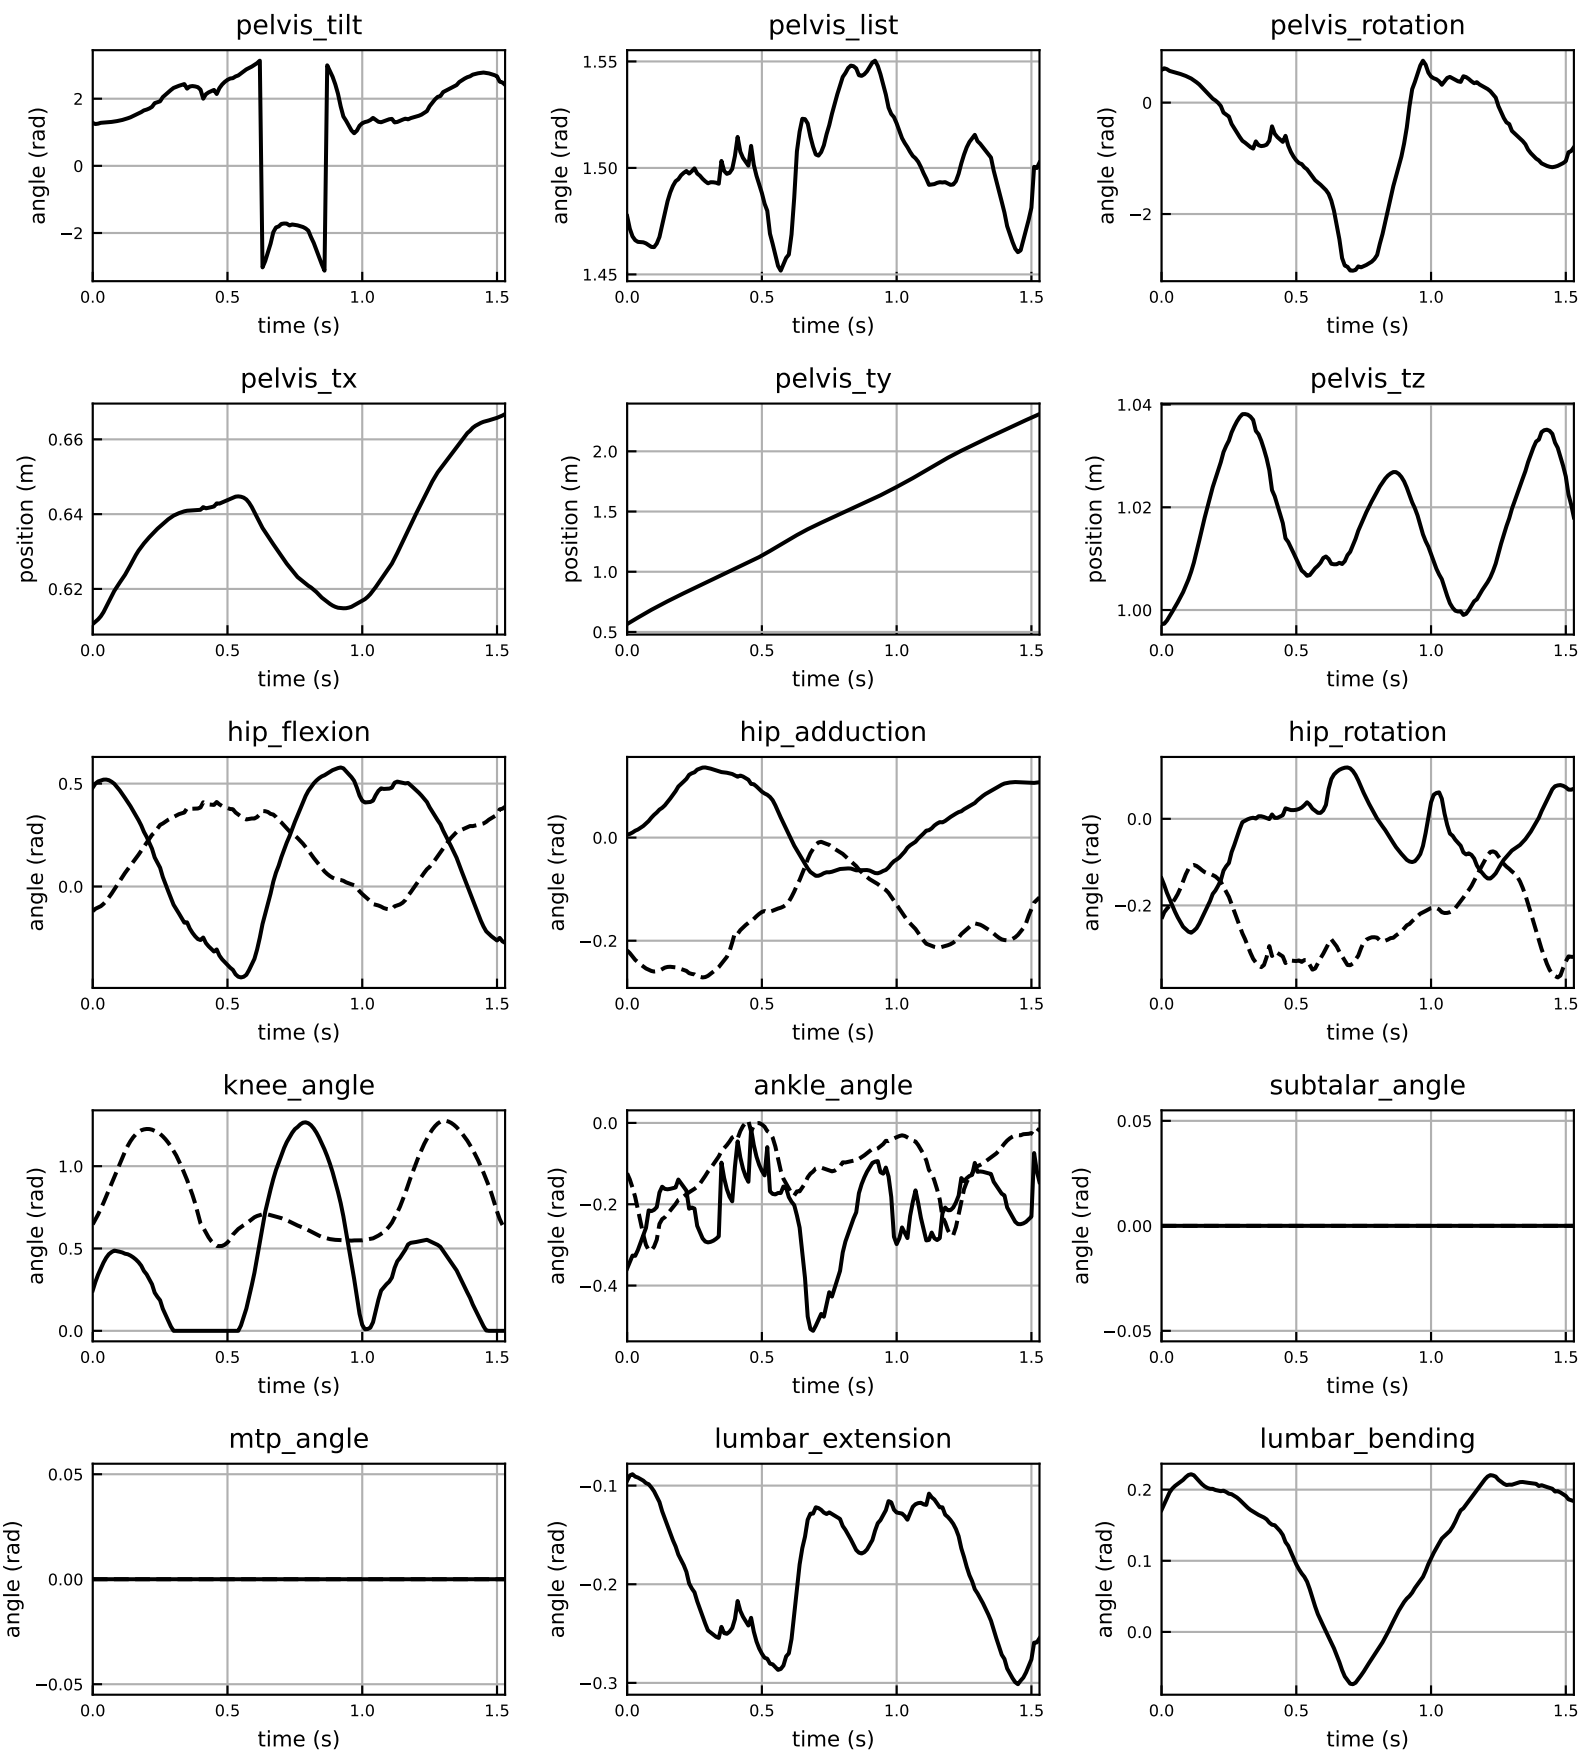 pelvis_tilt
angle (rad)
2
0
−2
0.0 0.5 1.0 1.5
time (s)
pelvis_list
angle (rad)
1.55
1.50
1.45
0.0 0.5 1.0 1.5
time (s)
pelvis_rotation
angle (rad)
0
−2
0.0 0.5 1.0 1.5
time (s)
pelvis_tx
position (m)
0.66
0.64
0.62
0.0 0.5 1.0 1.5
time (s)
pelvis_ty
position (m)
2.0
1.5
1.0
0.5
0.0 0.5 1.0 1.5
time (s)
pelvis_tz
position (m)
1.04
1.02
1.00
0.0 0.5 1.0 1.5
time (s)
hip_flexion
angle (rad)
0.5
0.0
0.0 0.5 1.0 1.5
time (s)
hip_adduction
angle (rad)
0.0
−0.2
0.0 0.5 1.0 1.5
time (s)
hip_rotation
angle (rad)
0.0
−0.2
0.0 0.5 1.0 1.5
time (s)
knee_angle
angle (rad)
1.0
0.5
0.0
0.0 0.5 1.0 1.5
time (s)
ankle_angle
angle (rad)
0.0
−0.2
−0.4
0.0 0.5 1.0 1.5
time (s)
subtalar_angle
angle (rad)
0.05
0.00
−0.05
0.0 0.5 1.0 1.5
time (s)
mtp_angle
angle (rad)
0.05
0.00
−0.05
0.0 0.5 1.0 1.5
time (s)
lumbar_extension
angle (rad)
−0.1
−0.2
−0.3
0.0 0.5 1.0 1.5
time (s)
lumbar_bending
angle (rad)
0.2
0.1
0.0
0.0 0.5 1.0 1.5
time (s)